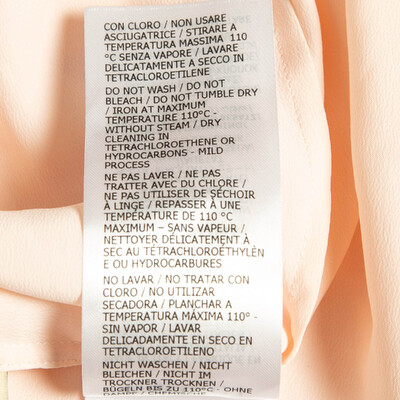 CON CLORO / NON USARE
ASCIUGATRICE / STIRARE A
TEMPERATURA MASSIMA 110
°C SENZA VAPORE / LAVARE
DELICATAMENTE A SECCO IN
TETRACLOROETILENE
DO NOT WASH / DO NOT
BLEACH / DO NOT TUMBLE DRY
/ IRON AT MAXIMUM
TEMPERATURE 110°C -
WITHOUT STEAM / DRY
CLEANING IN
TETRACHLOROETHENE OR
HYDROCARBONS - MILD
PROCESS
NE PAS LAVER / NE PAS
TRAITER AVEC DU CHLORE /
NE PAS UTILISER DE SÉCHOIR
À LINGE / REPASSER À UNE
TEMPÉRATURE DE 110 °C
MAXIMUM – SANS VAPEUR /
NETTOYER DÉLICATEMENT À
SEC AU TÉTRACHLOROÉTHYLÈN
E OU HYDROCARBURES
NO LAVAR / NO TRATAR CON
CLORO / NO UTILIZAR
SECADORA / PLANCHAR A
TEMPERATURA MÁXIMA 110° -
SIN VAPOR / LAVAR
DELICADAMENTE EN SECO EN
TETRACLOROETILENO
NICHT WASCHEN / NICHT
BLEICHEN / NICHT IM
TROCKNER TROCKNEN /
BÜGELN BIS ZU 110°C - OHNE
DAMPF / CHEMISCHE